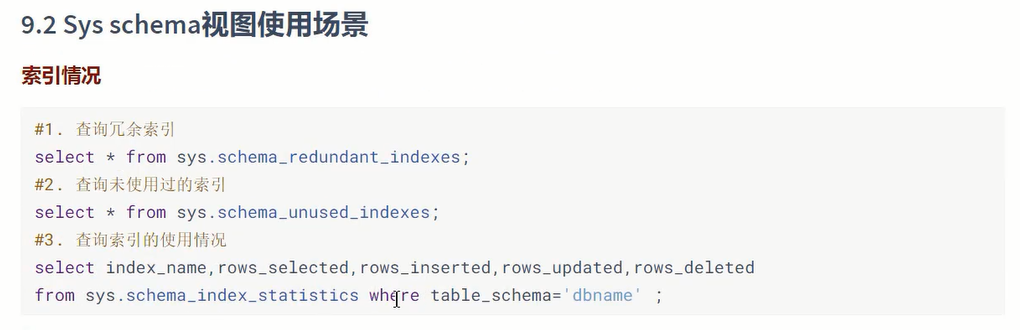 9.2 Sys schema视图使用场景
索引情况
#1. 查询冗余索引
select * from sys.schema_redundant_indexes;
#2. 查询未使用过的索引
select * from sys.schema_unused_indexes;
#3. 查询索引的使用情况
select index_name,rows_selected,rows_inserted,rows_updated,rows_deleted
from sys.schema_index_statistics where table_schema='dbname' ;